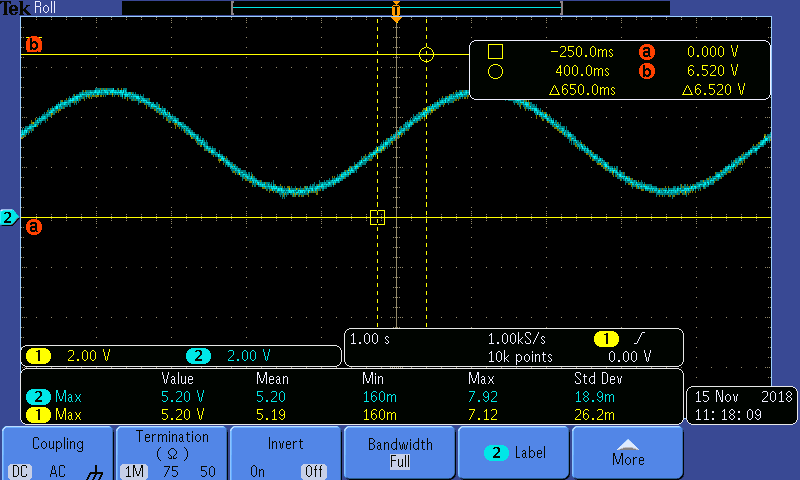 Tek Roll
T
b
□ -250.0ms a 0.000 V
○ 400.0ms b 6.520 V
△650.0ms △6.520 V
2
a
1.00 s 1.00kS/s 1
10k points 0.00 V
1 2.00 V 2 2.00 V
Value Mean Min Max Std Dev
2 Max 5.20 V 5.20 160m 7.92 18.9m
1 Max 5.20 V 5.19 160m 7.12 26.2m
15 Nov 2018
11:18:09
Coupling
DC AC
Termination
(Ω)
1M 75 50
Invert
On Off
Bandwidth
Full
2 Label
More